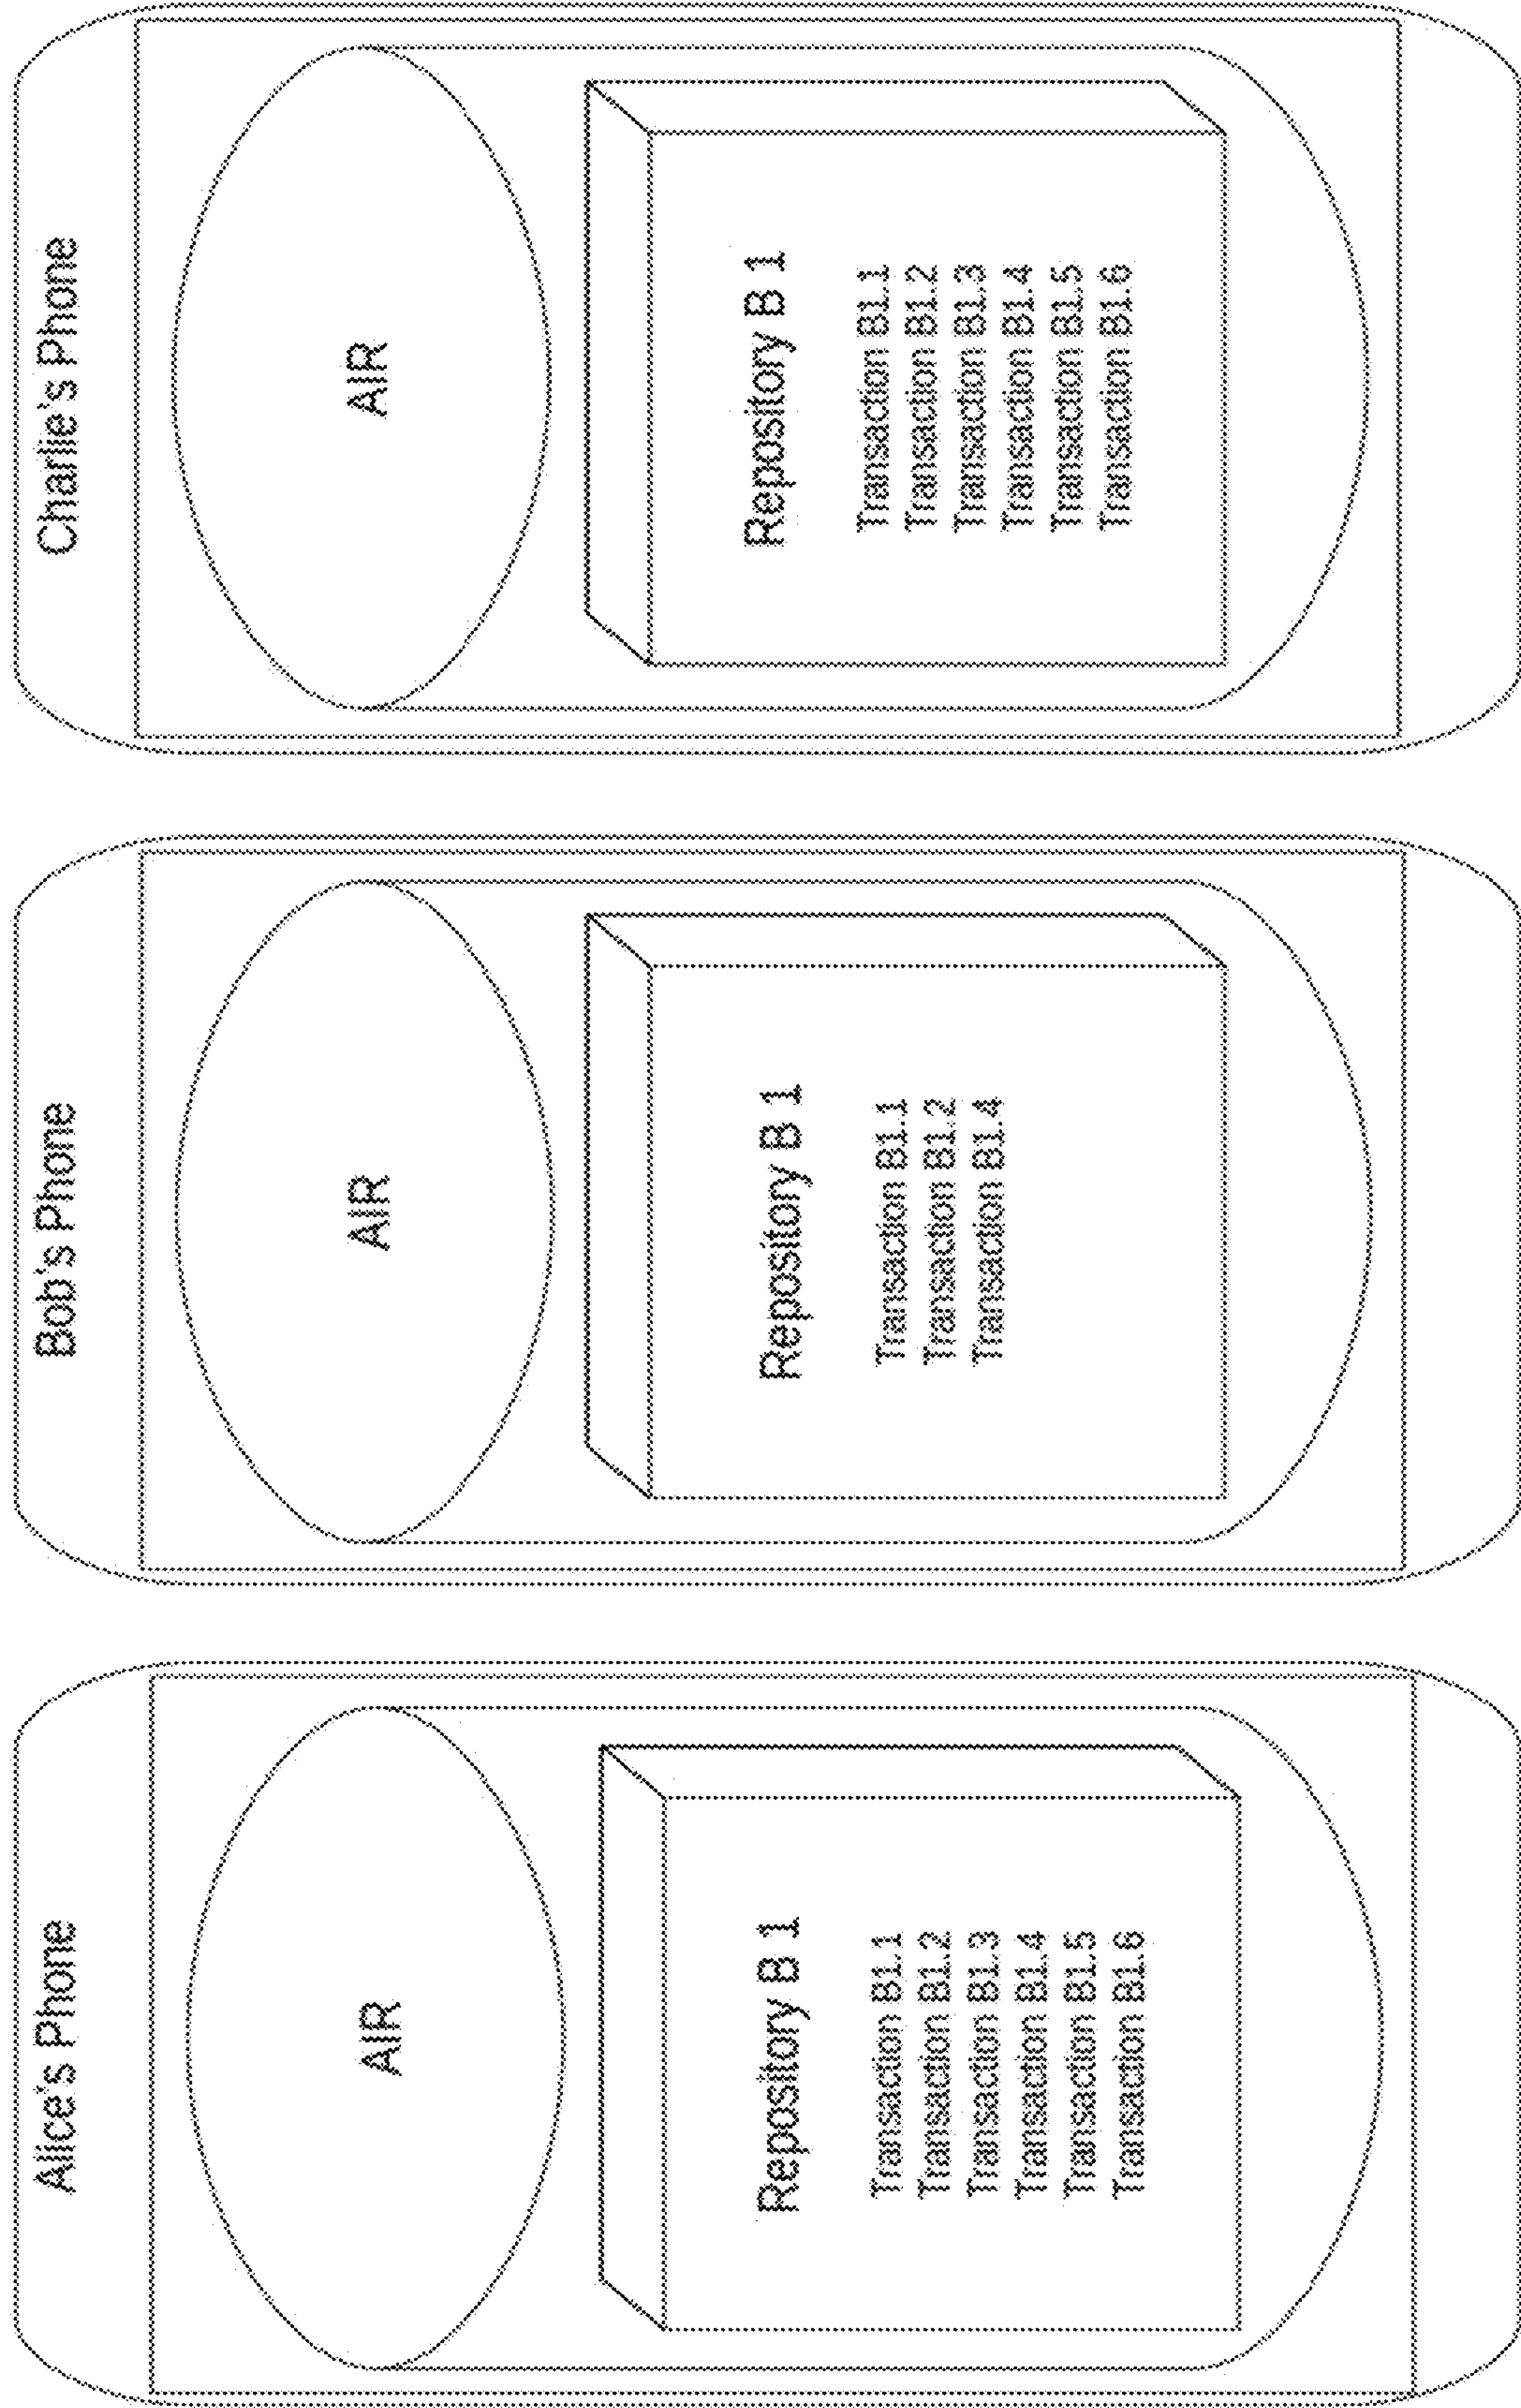 Alice's Phone
AIR
Repository B 1
Transaction B1.1
Transaction B1.2
Transaction B1.3
Transaction B1.4
Transaction B1.5
Transaction B1.6
Bob's Phone
AIR
Repository B 1
Transaction B1.1
Transaction B1.2
Transaction B1.4
Charlie's Phone
AIR
Repository B 1
Transaction B1.1
Transaction B1.2
Transaction B1.3
Transaction B1.4
Transaction B1.5
Transaction B1.6